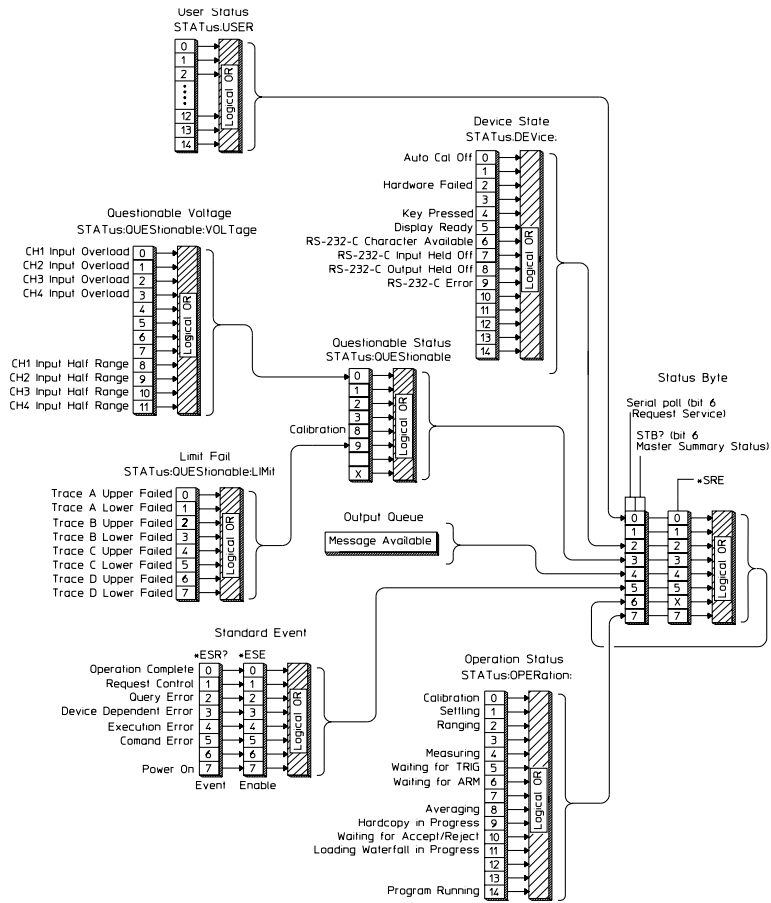 User Status
STATus:USER
0
1
2
12
13
14
Logical OR
Device State
STATus:DEVice:
Auto Cal Off 0
1
Hardware Failed 2
3
Key Pressed 4
Display Ready 5
RS-232-C Character Available 6
RS-232-C Input Held Off 7
RS-232-C Output Held Off 8
RS-232-C Error 9
10
11
12
13
14
Logical OR
Questionable Voltage
STATus:QUEStionable:VOLTage
CH1 Input Overload 0
CH2 Input Overload 1
CH3 Input Overload 2
CH4 Input Overload 3
4
5
6
7
CH1 Input Half Range 8
CH2 Input Half Range 9
CH3 Input Half Range 10
CH4 Input Half Range 11
Logical OR
Questionable Status
STATus:QUEStionable
0
1
2
3
Calibration 8
9
X
Logical OR
Limit Fail
STATus:QUEStionable:LIMit
Trace A Upper Failed 0
Trace A Lower Failed 1
Trace B Upper Failed 2
Trace B Lower Failed 3
Trace C Upper Failed 4
Trace C Lower Failed 5
Trace D Upper Failed 6
Trace D Lower Failed 7
Logical OR
Output Queue
Message Available
Status Byte
Serial poll (bit 6
Request Service)
STB? (bit 6
Master Summary Status)
*SRE
0 0
1 1
2 2
3 3
4 4
5 5
6 X
7 7
Logical OR
Standard Event
*ESR? *ESE
Operation Complete 0 0
Request Control 1 1
Query Error 2 2
Device Dependent Error 3 3
Execution Error 4 4
Comand Error 5 5
6 6
Power On 7 7
Event Enable
Logical OR
Operation Status
STATus:OPERation:
Calibration 0
Settling 1
Ranging 2
3
Measuring 4
Waiting for TRIG 5
Waiting for ARM 6
7
Averaging 8
Hardcopy in Progress 9
Waiting for Accept/Reject 10
Loading Waterfall in Progress 11
12
13
Program Running 14
Logical OR